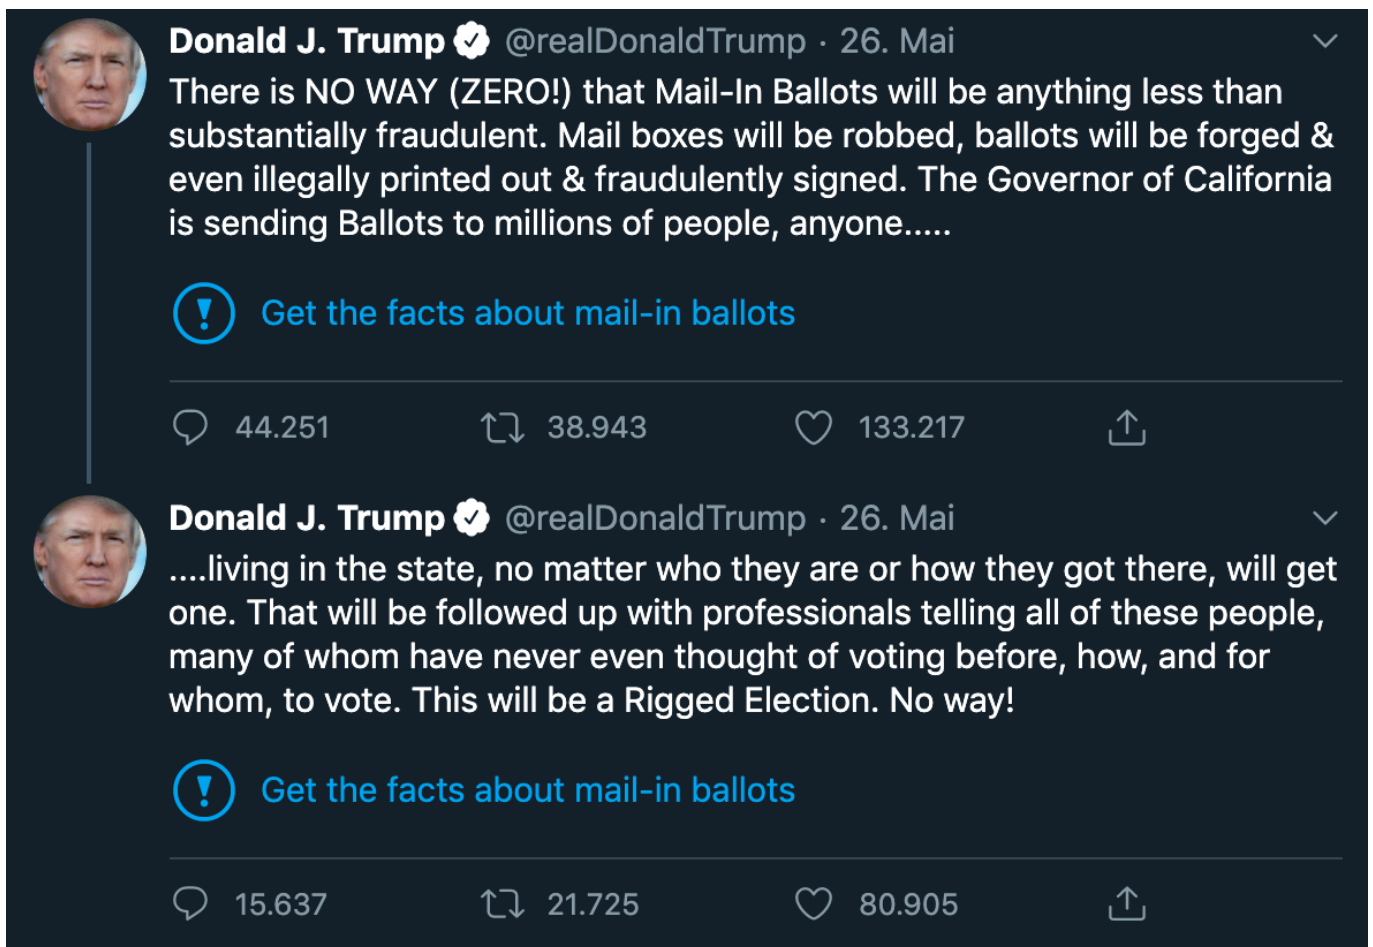 Donald J. Trump @realDonaldTrump · 26. Mai
There is NO WAY (ZERO!) that Mail-In Ballots will be anything less than
substantially fraudulent. Mail boxes will be robbed, ballots will be forged &
even illegally printed out & fraudulently signed. The Governor of California
is sending Ballots to millions of people, anyone.....
Get the facts about mail-in ballots
44.251 38.943 133.217
Donald J. Trump @realDonaldTrump · 26. Mai
....living in the state, no matter who they are or how they got there, will get
one. That will be followed up with professionals telling all of these people,
many of whom have never even thought of voting before, how, and for
whom, to vote. This will be a Rigged Election. No way!
Get the facts about mail-in ballots
15.637 21.725 80.905